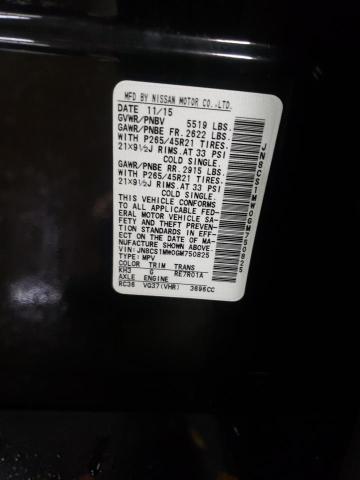 MFD BY NISSAN MOTOR CO.,LTD.
DATE 11/15
GVWR/PNBV 5519 LBS.
GAWR/PNBE FR. 2622 LBS.
WITH P265/45R21 TIRES.
21X9½J RIMS.AT 33 PSI
COLD SINGLE.
GAWR/PNBE RR. 2915 LBS.
WITH P265/45R21 TIRES.
21X9½J RIMS.AT 33 PSI
COLD SINGLE.
THIS VEHICLE CONFORMS
TO ALL APPLICABLE FED-
ERAL MOTOR VEHICLE SA-
FETY AND THEFT PREV-
ENTION STANDARDS IN EFF-
ECT ON THE DATE OF MA-
NUFACTURE SHOWN ABOVE.
VIN:JN8CS1MW0GM750825
TYPE:MPV
COLOR TRIM TRANS
KH3 G RE7R01A
AXLE ENGINE
RC36 VG37(VHR) 3696CC
JN8CS1MW0GM750825